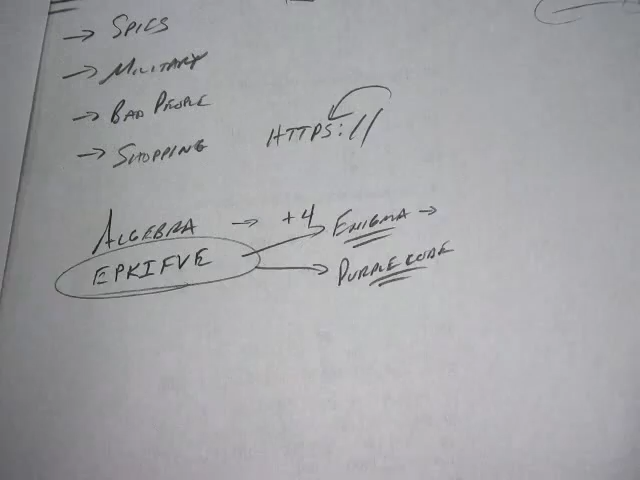 → SPIES
→ MILITARY
→ BAD PEOPLE
→ SHOPPING
HTTPS://
ALGEBRA → +4
EPKIFVE
ENIGMA →
PURPLE CODE